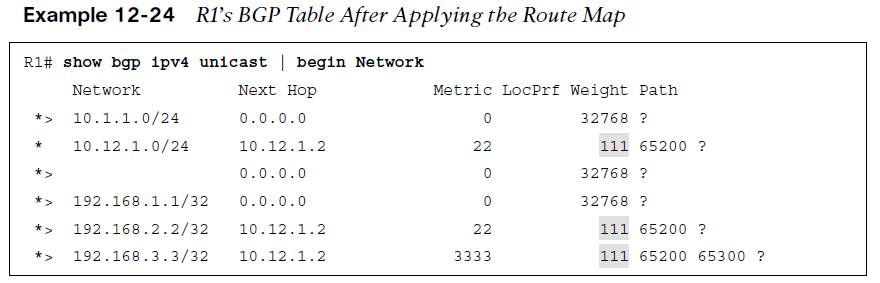 Example 12-24 R1's BGP Table After Applying the Route Map
R1# show bgp ipv4 unicast | begin Network
Network Next Hop Metric LocPrf Weight Path
*> 10.1.1.0/24 0.0.0.0 0 32768 ?
* 10.12.1.0/24 10.12.1.2 22 111 65200 ?
*> 0.0.0.0 0 32768 ?
*> 192.168.1.1/32 0.0.0.0 0 32768 ?
*> 192.168.2.2/32 10.12.1.2 22 111 65200 ?
*> 192.168.3.3/32 10.12.1.2 3333 111 65200 65300 ?